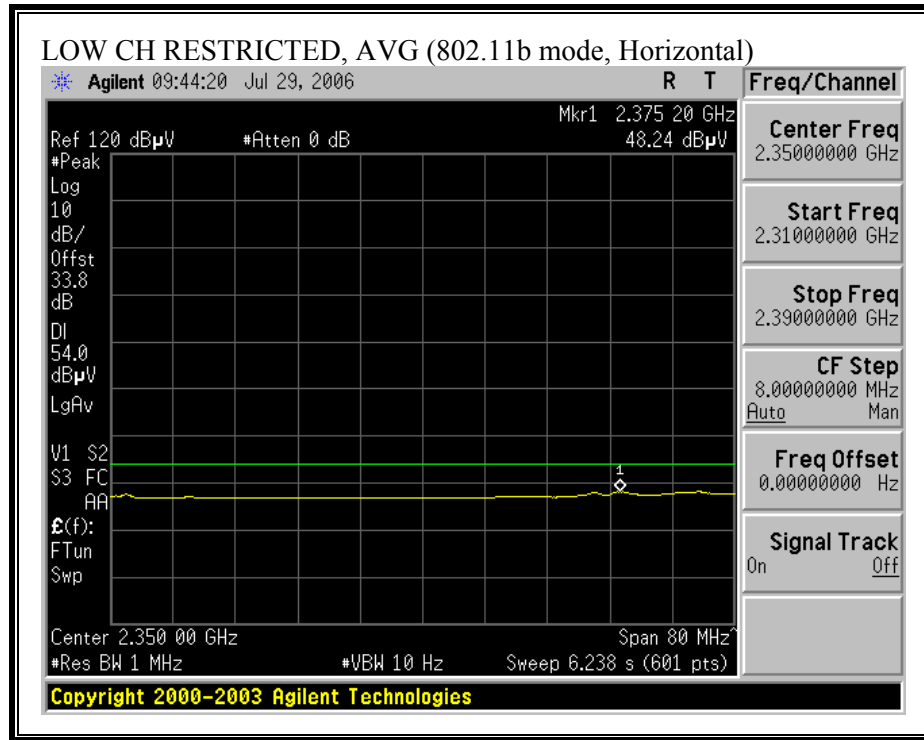 LOW CH RESTRICTED, AVG (802.11b mode, Horizontal)
Agilent 09:44:20 Jul 29, 2006 R T
Mkr1 2.375 20 GHz
Ref 120 dBµV #Atten 0 dB 48.24 dBµV
#Peak
Log
10
dB/
Offst
33.8
dB
DI
54.0
dBµV
LgAv
V1 S2
S3 FC
AA
£(f):
FTun
Swp
1
Center 2.350 00 GHz Span 80 MHz^
#Res BW 1 MHz #VBW 10 Hz Sweep 6.238 s (601 pts)
Copyright 2000-2003 Agilent Technologies
Freq/Channel
Center Freq
2.35000000 GHz
Start Freq
2.31000000 GHz
Stop Freq
2.39000000 GHz
CF Step
8.00000000 MHz
Auto Man
Freq Offset
0.00000000 Hz
Signal Track
On Off